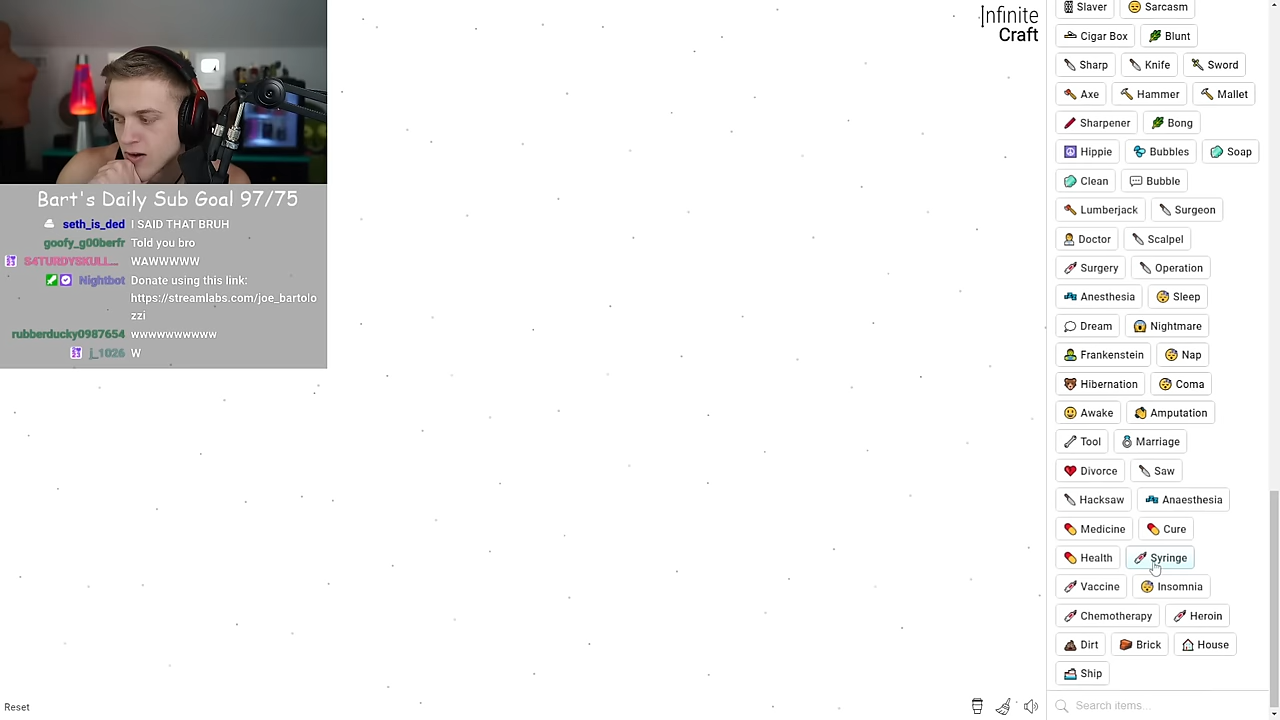 Infinite
Craft
Bart's Daily Sub Goal 97/75
seth_is_ded I SAID THAT BRUH
goofy_g00berfr Told you bro
S4TURDYSKULL... WAWWWWW
Nightbot Donate using this link:
https://streamlabs.com/joe_bartolo
zzi
rubberducky0987654 wwwwwwwwww
j_1026 W
Slaver Sarcasm
Cigar Box Blunt
Sharp Knife Sword
Axe Hammer Mallet
Sharpener Bong
Hippie Bubbles Soap
Clean Bubble
Lumberjack Surgeon
Doctor Scalpel
Surgery Operation
Anesthesia Sleep
Dream Nightmare
Frankenstein Nap
Hibernation Coma
Awake Amputation
Tool Marriage
Divorce Saw
Hacksaw Anaesthesia
Medicine Cure
Health Syringe
Vaccine Insomnia
Chemotherapy Heroin
Dirt Brick House
Ship
Search items...
Reset